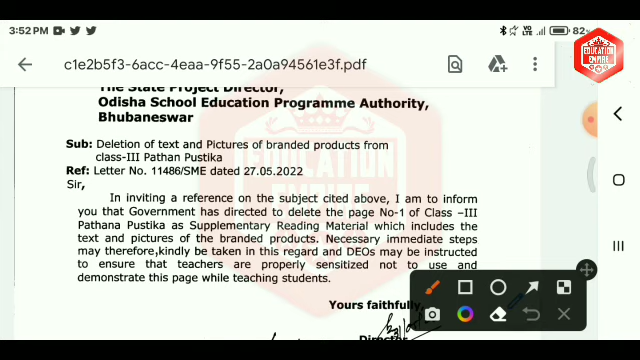 3:52 PM
VO LTE
82
EDUCATION EMPIRE
c1e2b5f3-6acc-4eaa-9f55-2a0a94561e3f.pdf
The State Project Director,
Odisha School Education Programme Authority,
Bhubaneswar
Sub: Deletion of text and Pictures of branded products from
class-III Pathan Pustika
Ref: Letter No. 11486/SME dated 27.05.2022
Sir,
In inviting a reference on the subject cited above, I am to inform
you that Government has directed to delete the page No-1 of Class –III
Pathana Pustika as Supplementary Reading Material which includes the
text and pictures of the branded products. Necessary immediate steps
may therefore,kindly be taken in this regard and DEOs may be instructed
to ensure that teachers are properly sensitized not to use and
demonstrate this page while teaching students.
Yours faithfully,
EDUCATION
EMPIRE